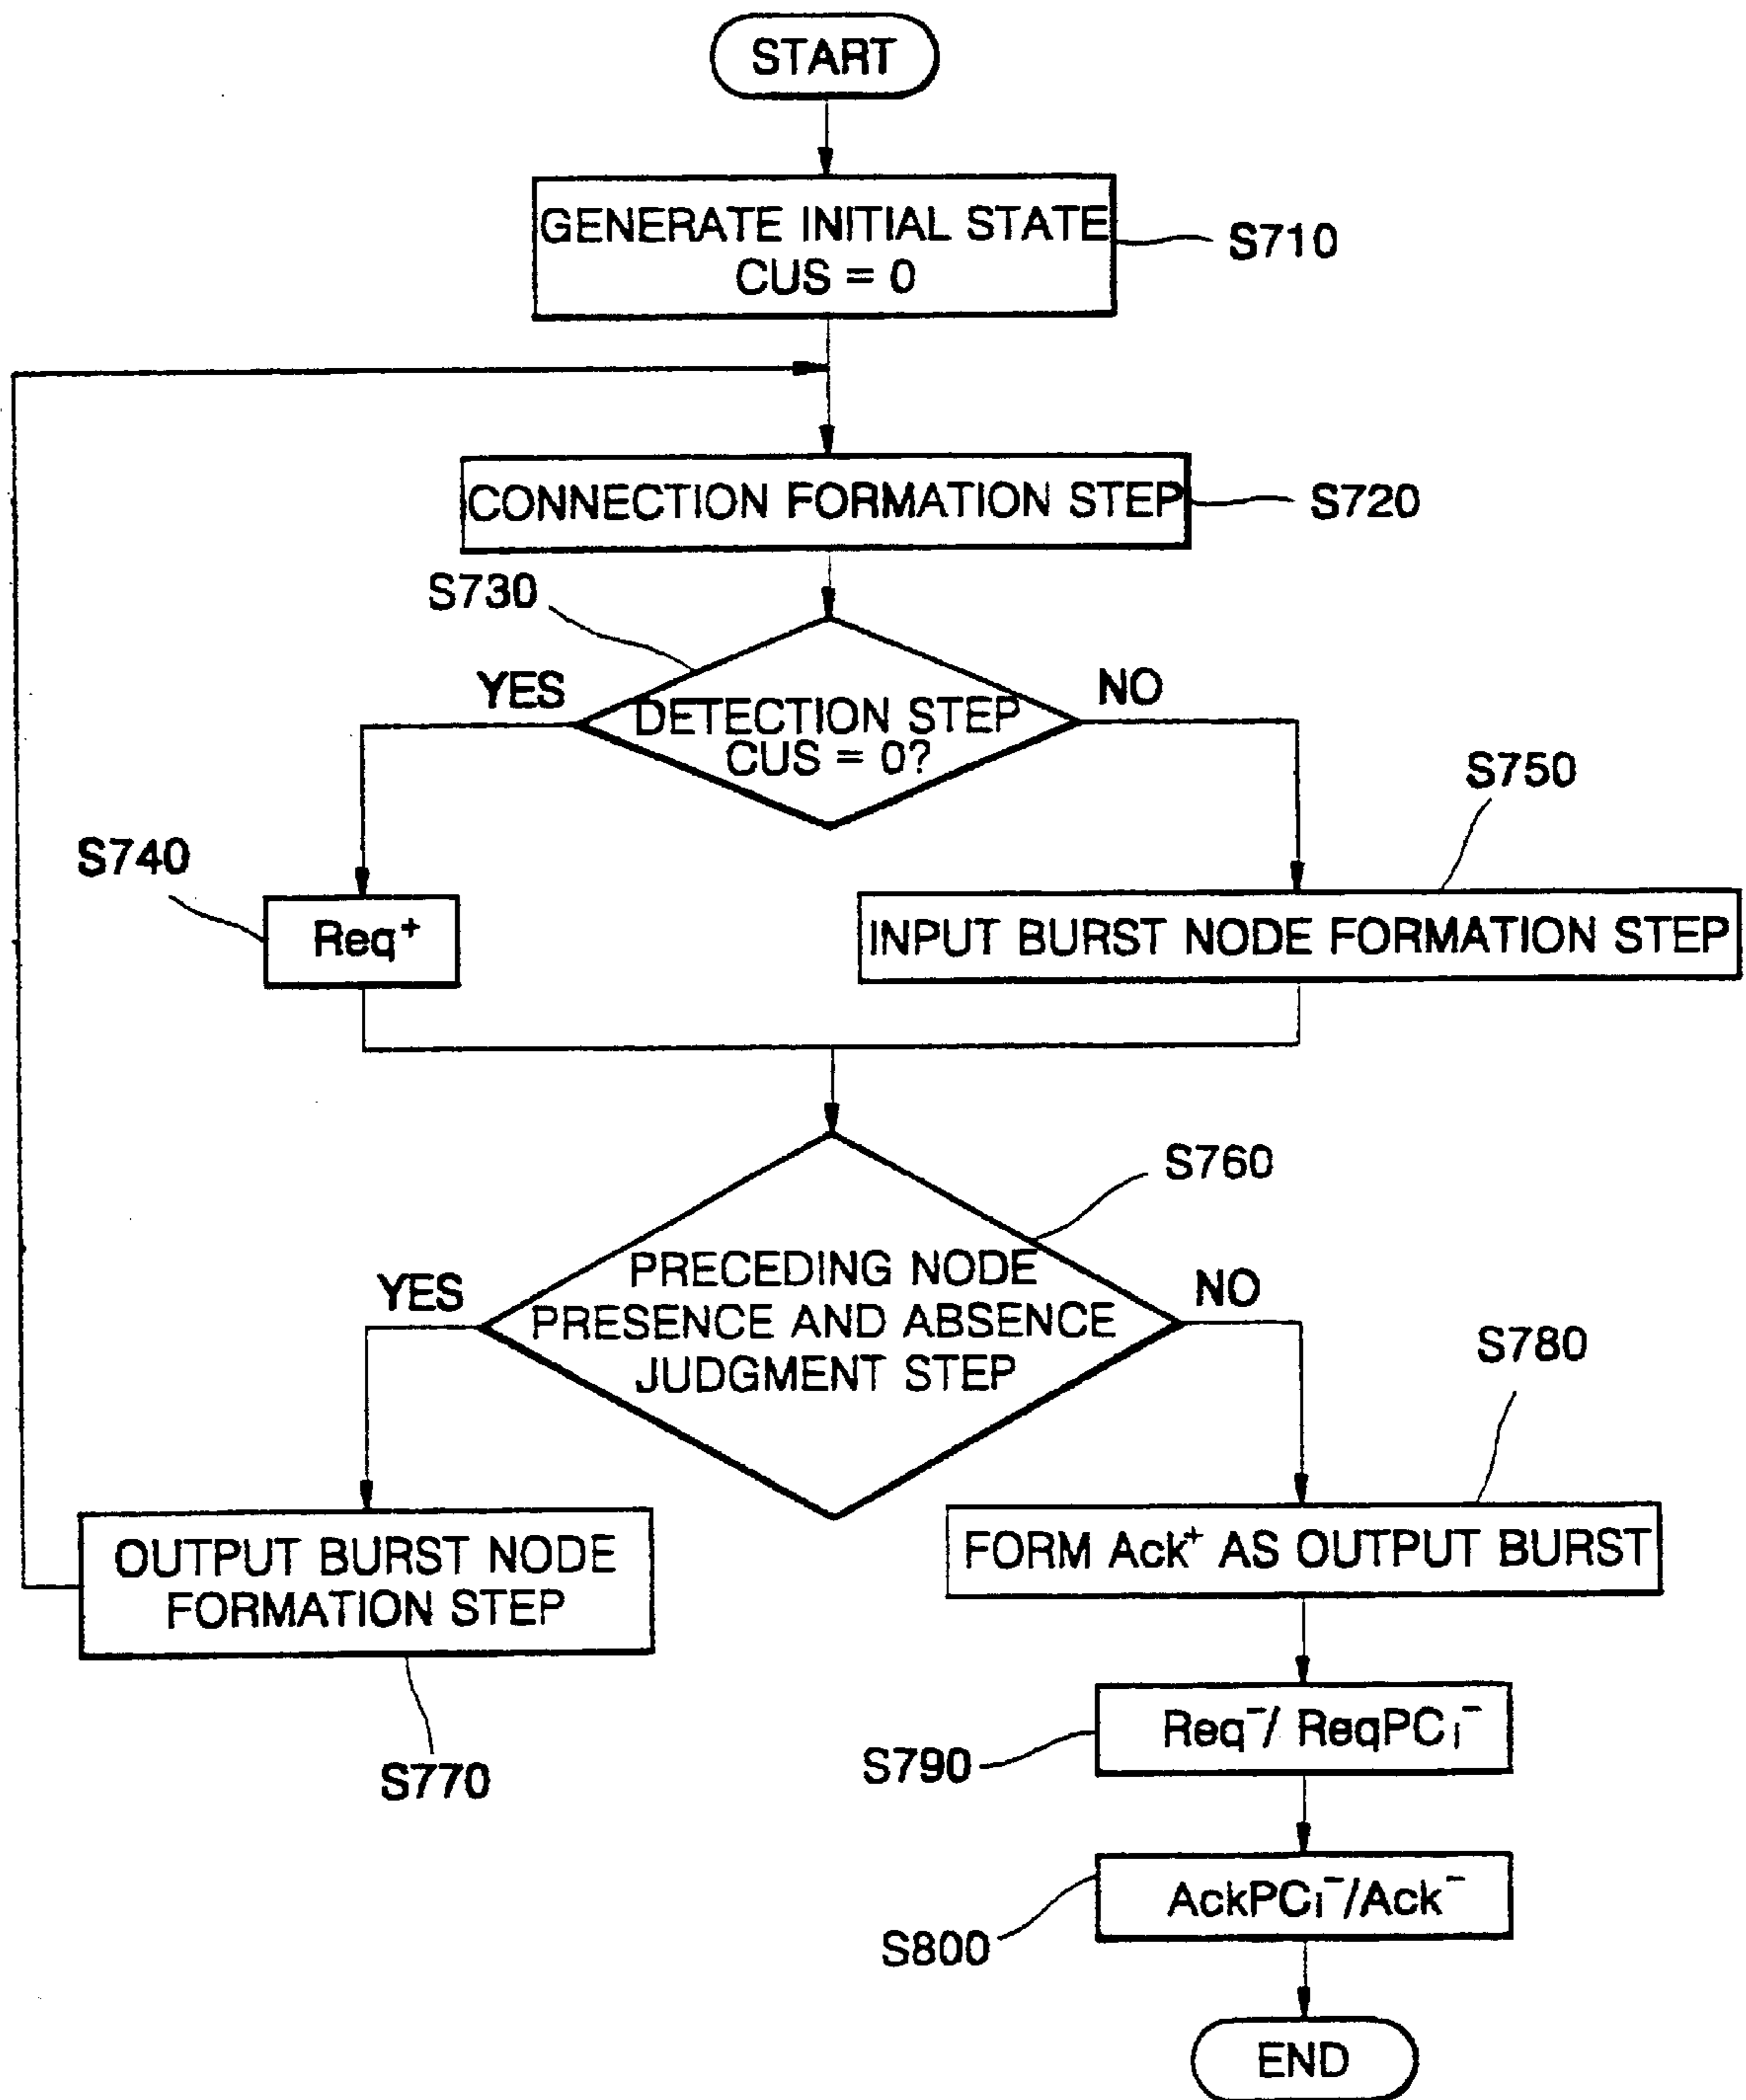 START
GENERATE INITIAL STATE
CUS = 0
S710
CONNECTION FORMATION STEP
S720
S730
YES
NO
DETECTION STEP
CUS = 0?
S750
S740
Req⁺
INPUT BURST NODE FORMATION STEP
S760
YES
NO
PRECEDING NODE
PRESENCE AND ABSENCE
JUDGMENT STEP
S780
OUTPUT BURST NODE
FORMATION STEP
FORM Ack⁺ AS OUTPUT BURST
S770
Req⁻/ ReqPCᵢ⁻
S790
AckPCᵢ⁻/Ack⁻
S800
END